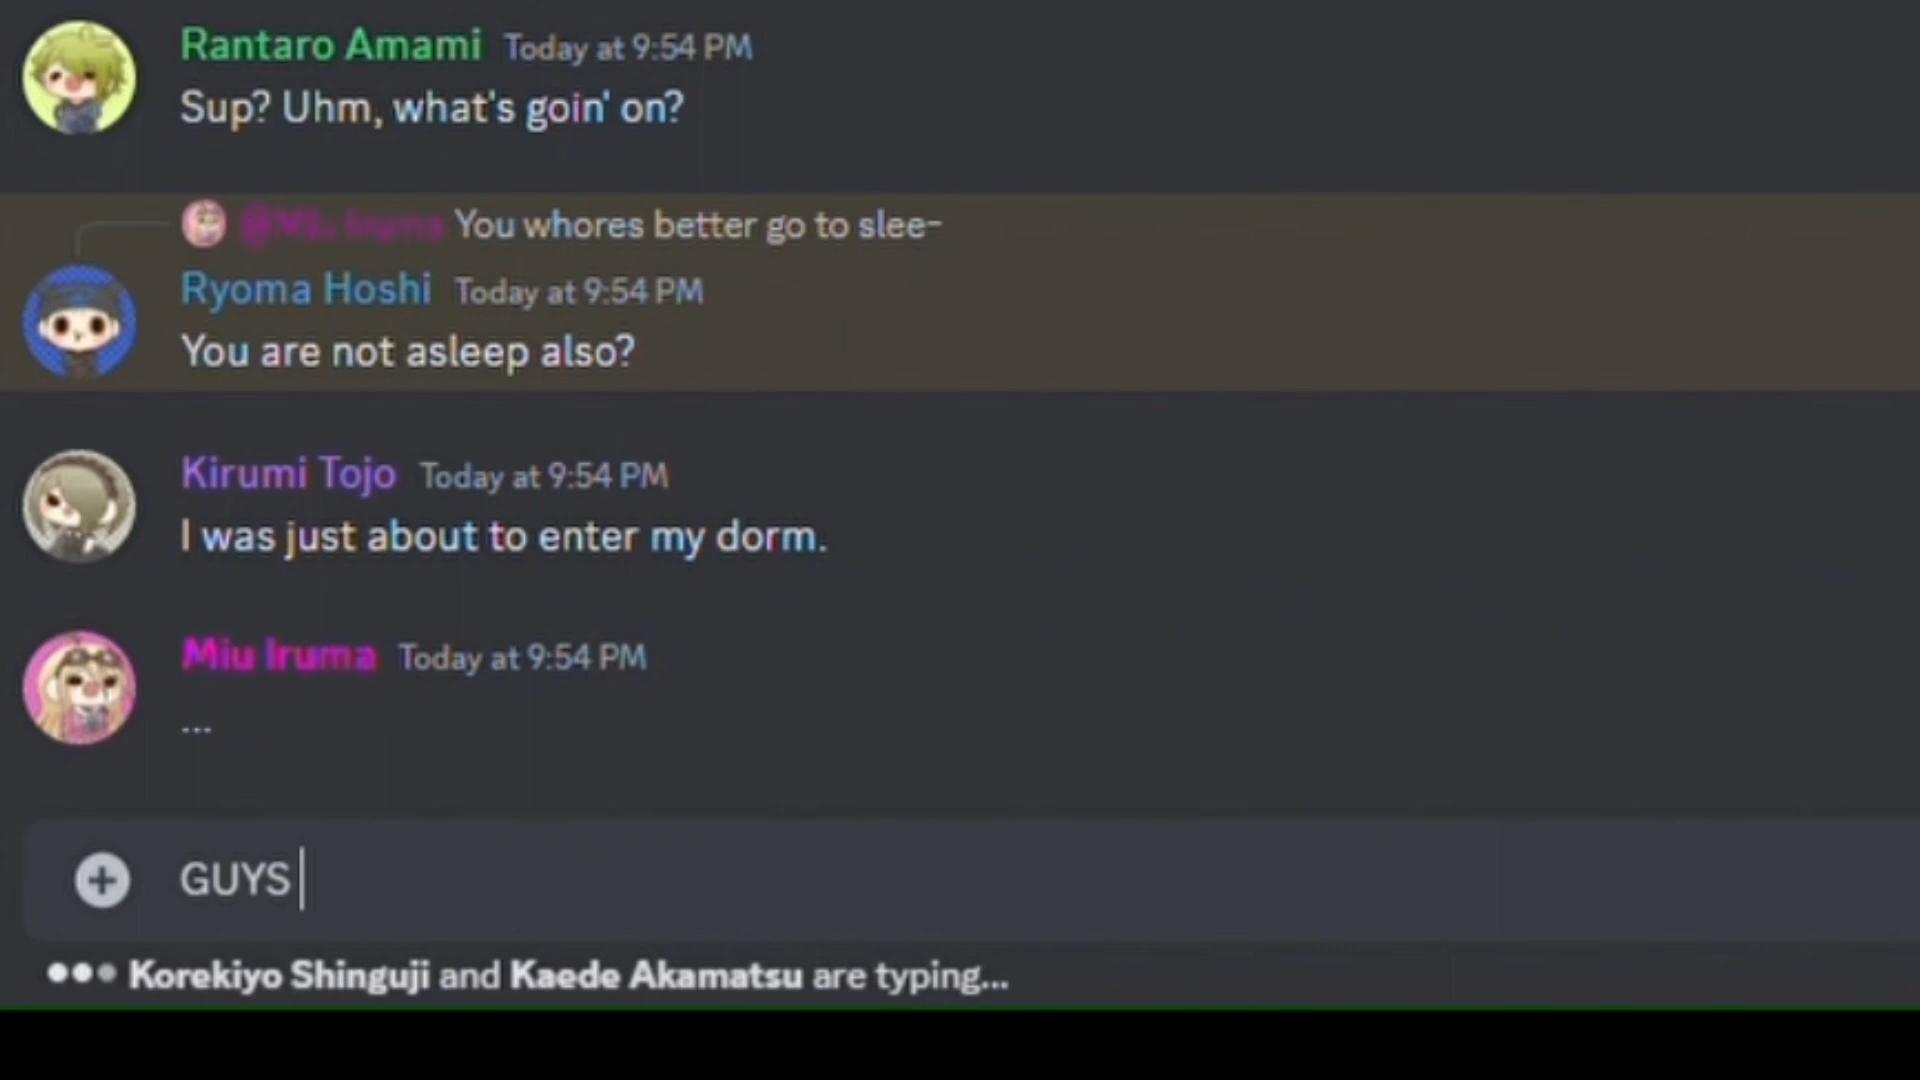 Rantaro Amami Today at 9:54 PM
Sup? Uhm, what's goin' on?
@Miu Iruma You whores better go to slee-
Ryoma Hoshi Today at 9:54 PM
You are not asleep also?
Kirumi Tojo Today at 9:54 PM
I was just about to enter my dorm.
Miu Iruma Today at 9:54 PM
...
GUYS
Korekiyo Shinguji and Kaede Akamatsu are typing...